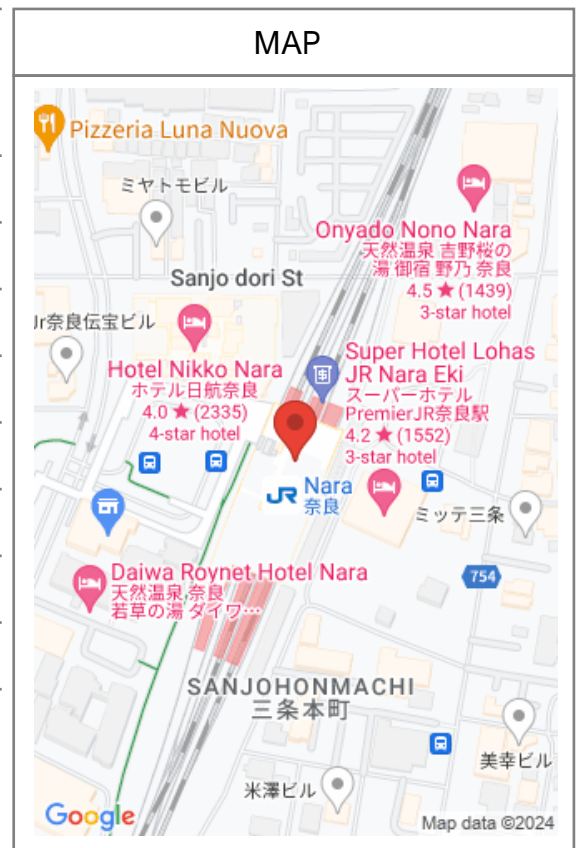 MAP
Pizzeria Luna Nuova
ミヤトモビル
Onyado Nono Nara
天然温泉 吉野桜の
湯 御宿 野乃 奈良
4.5 ★ (1439)
3-star hotel
Sanjo dori St
Jr奈良伝宝ビル
Hotel Nikko Nara
ホテル日航奈良
4.0 ★ (2335)
4-star hotel
Super Hotel Lohas
JR Nara Eki
スーパーホテル
PremierJR奈良駅
4.2 ★ (1552)
3-star hotel
JR Nara
奈良
ミッテ三条
Daiwa Roynet Hotel Nara
天然温泉 奈良
若草の湯 ダイワ…
754
SANJOHONMACHI
三条本町
美幸ビル
米澤ビル
Google
Map data ©2024